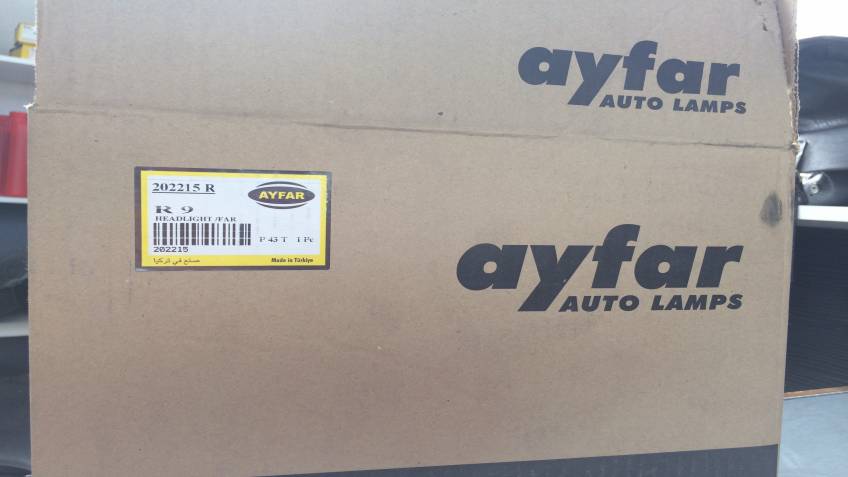 ayfar
AUTO LAMPS
202215 R
AYFAR
R 9
HEADLIGHT /FAR
P 43 T 1 Pc
202215
صنع في تركيا
Made in Türkiye
ayfar
AUTO LAMPS